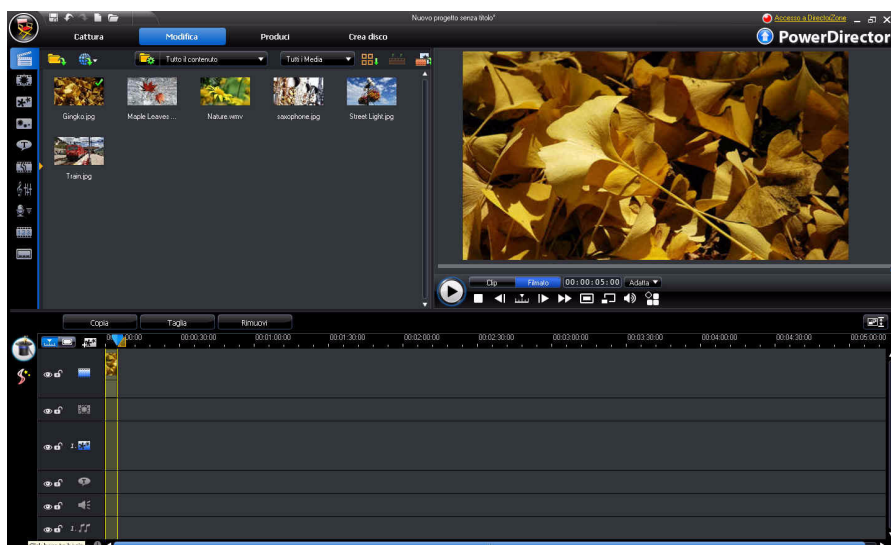 Nuovo progetto senza titolo*
Accesso a DirectorZone
Cattura
Modifica
Produci
Crea disco
PowerDirector
Tutto il contenuto
Tutti i Media
Gingko.jpg
Maple Leaves ...
Nature.wmv
saxophone.jpg
Street Light.jpg
Train.jpg
Clip
Filmato
00:00:05:00
Adatta
Copia
Taglia
Rimuovi
00:00:30:00
00:01:00:00
00:01:30:00
00:02:00:00
00:02:30:00
00:03:00:00
00:03:30:00
00:04:00:00
00:04:30:00
00:05:00:00
1.
1.